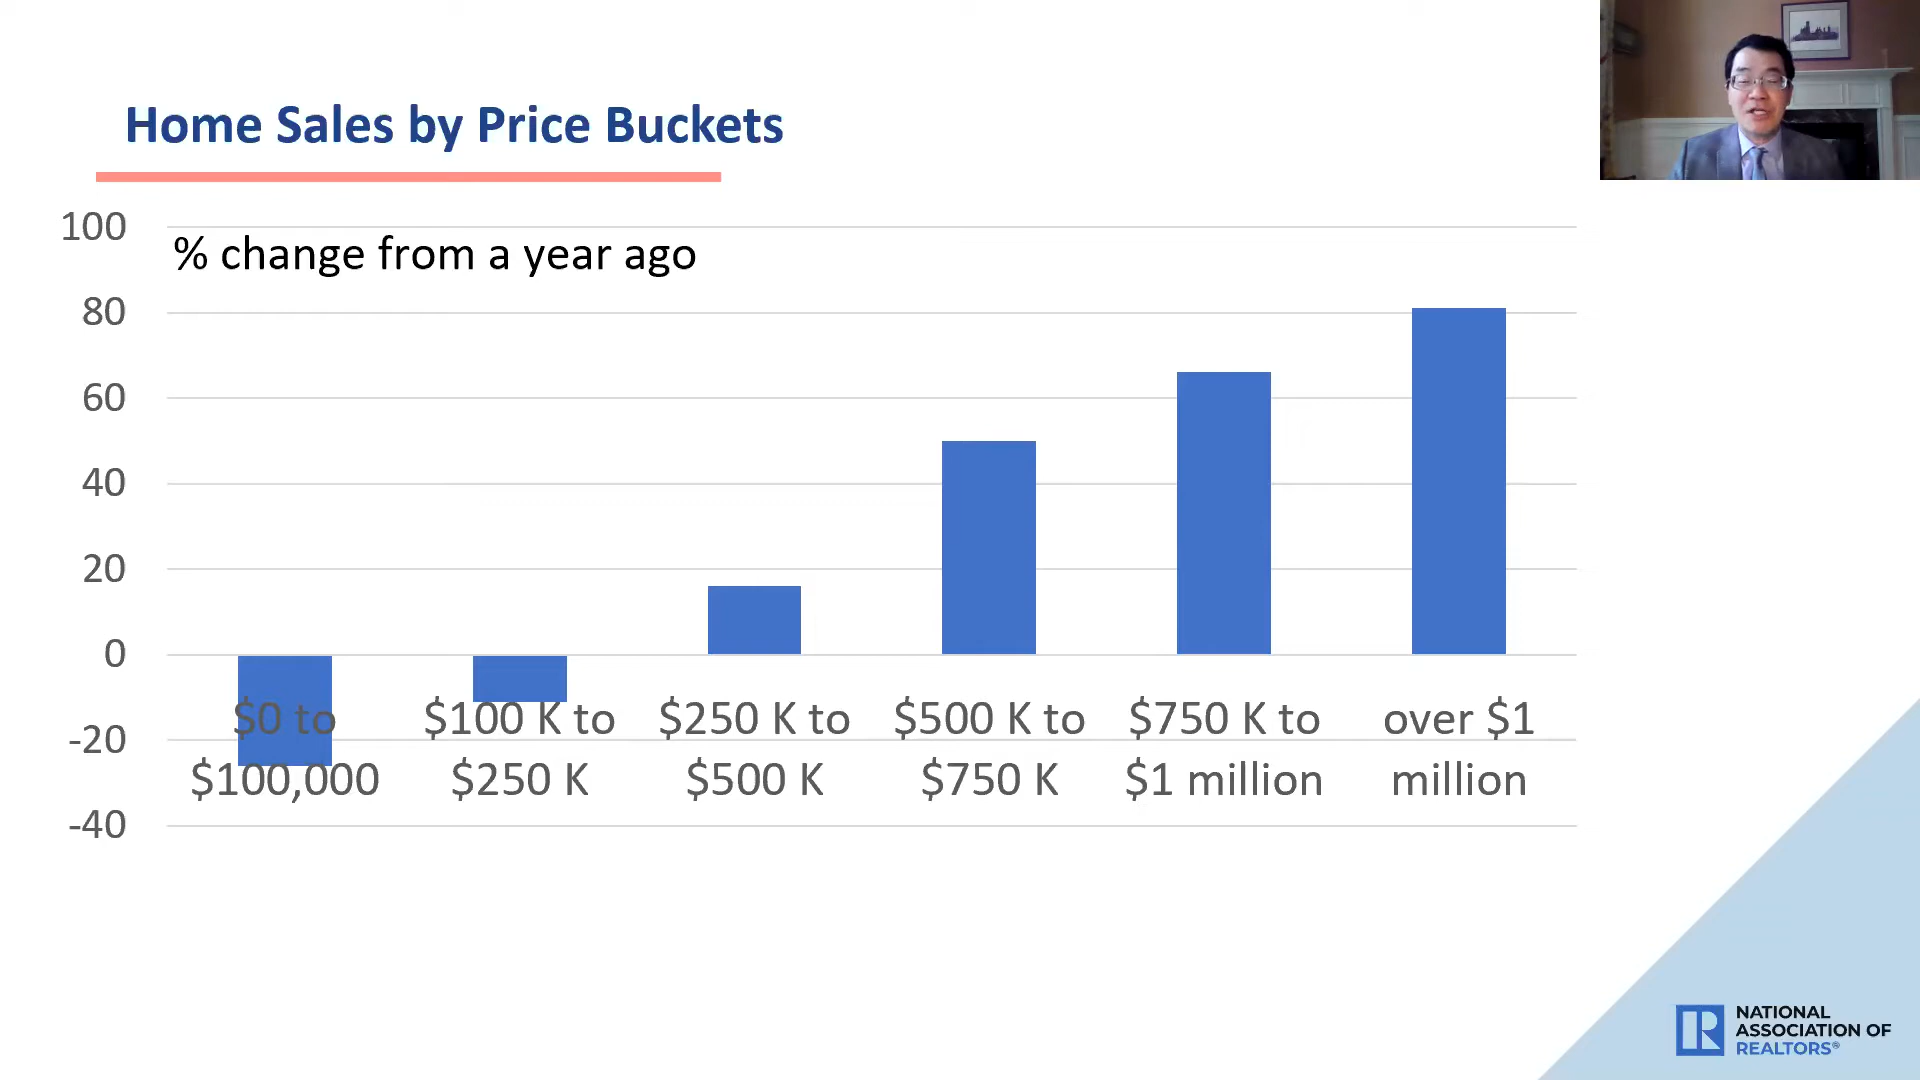 Home Sales by Price Buckets
100
% change from a year ago
80
60
40
20
0
-20
-40
$0 to
$100,000
$100 K to
$250 K
$250 K to
$500 K
$500 K to
$750 K
$750 K to
$1 million
over $1
million
NATIONAL
ASSOCIATION OF
REALTORS®